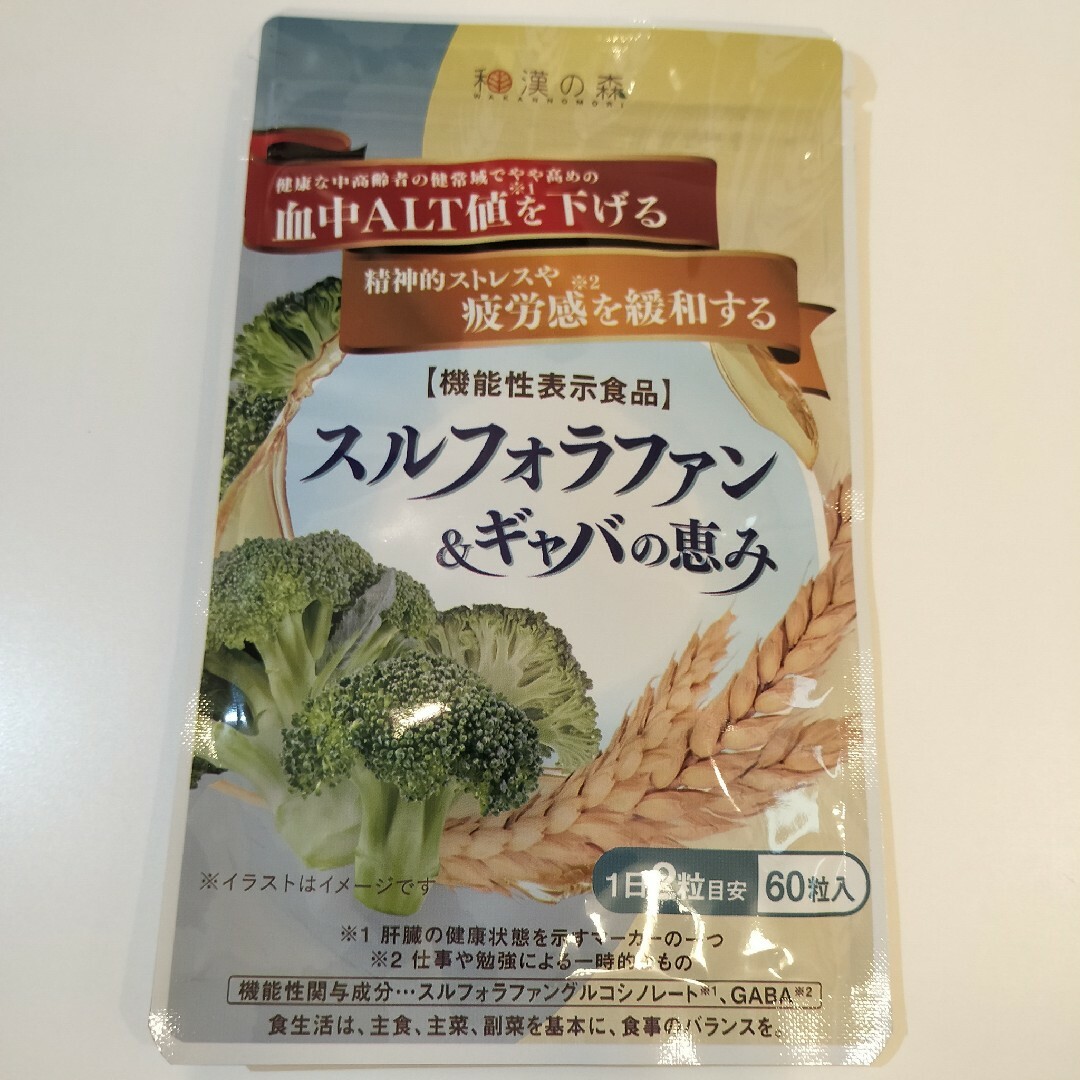 和漢の森
WAKANNOMORI
健康な中高齢者の健常域でやや高めの
血中ALT値※1を下げる
精神的ストレスや
疲労感※2を緩和する
【機能性表示食品】
スルフォラファン
&ギャバの恵み
※イラストはイメージです
1日2粒目安 60粒入
※1 肝臓の健康状態を示すマーカーの一つ
※2 仕事や勉強による一時的なもの
機能性関与成分…スルフォラファングルコシノレート※1、GABA※2
食生活は、主食、主菜、副菜を基本に、食事のバランスを。